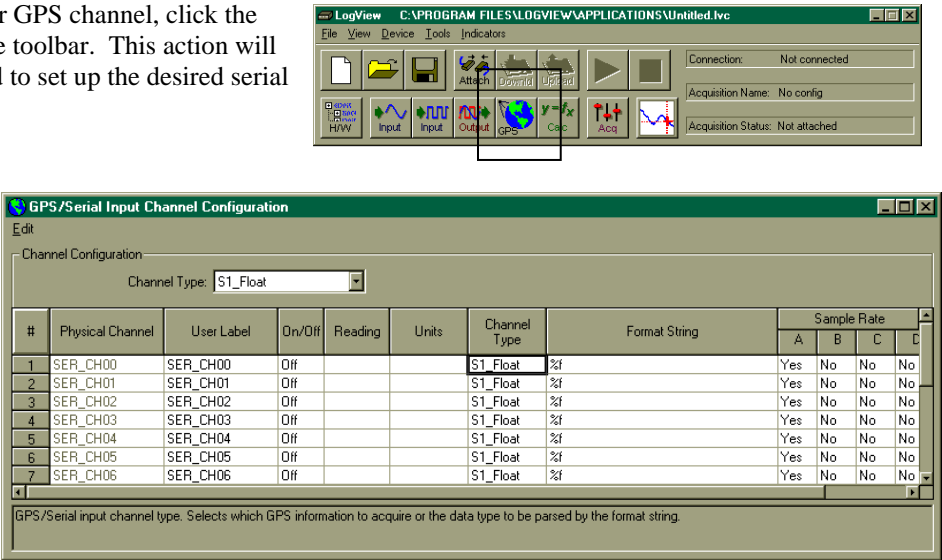 r GPS channel, click the
e toolbar. This action will
d to set up the desired serial
LogView C:\PROGRAM FILES\LOGVIEW\APPLICATIONS\Untitled.lvc
File View Device Tools Indicators
Attach Downld Upload
Connection: Not connected
Acquisition Name: No config
Acquisition Status: Not attached
H/W Input Input Output GPS y=fx Calc Acq
GPS/Serial Input Channel Configuration
Edit
Channel Configuration
Channel Type: S1_Float
# Physical Channel User Label On/Off Reading Units Channel Type Format String Sample Rate
A B C D
1 SER_CH00 SER_CH00 Off S1_Float %f Yes No No No
2 SER_CH01 SER_CH01 Off S1_Float %f Yes No No No
3 SER_CH02 SER_CH02 Off S1_Float %f Yes No No No
4 SER_CH03 SER_CH03 Off S1_Float %f Yes No No No
5 SER_CH04 SER_CH04 Off S1_Float %f Yes No No No
6 SER_CH05 SER_CH05 Off S1_Float %f Yes No No No
7 SER_CH06 SER_CH06 Off S1_Float %f Yes No No No
GPS/Serial input channel type. Selects which GPS information to acquire or the data type to be parsed by the format string.